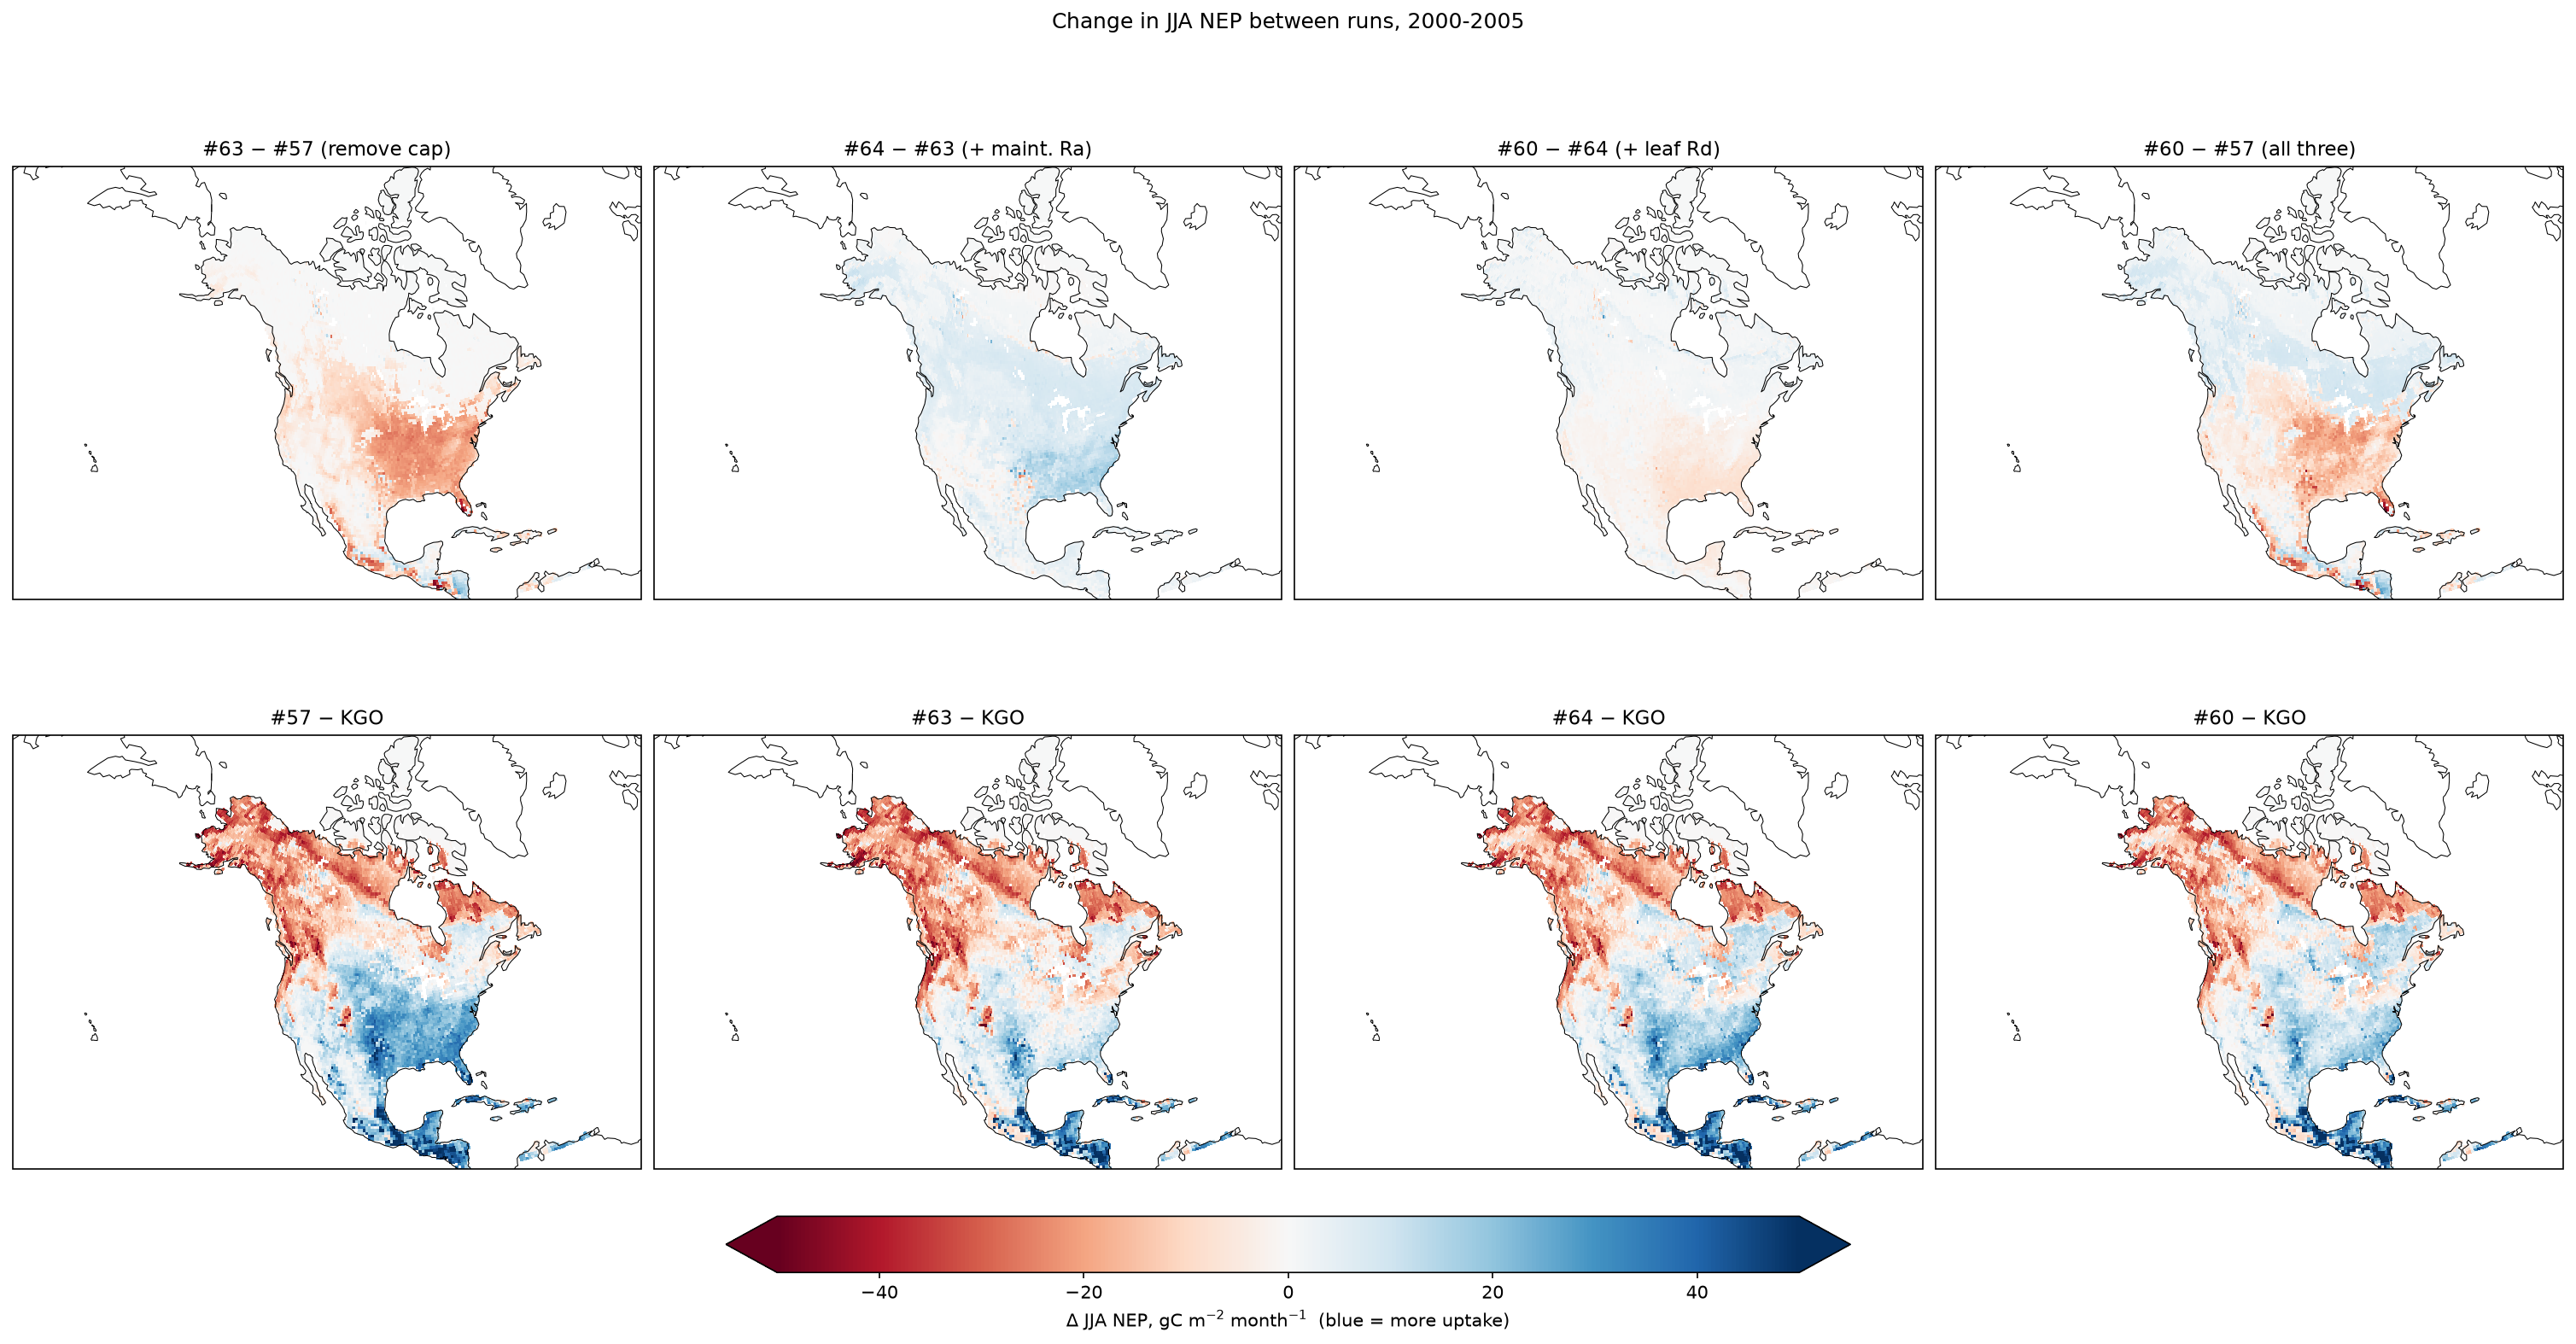 Change in JJA NEP between runs, 2000-2005
#63 − #57 (remove cap)
#64 − #63 (+ maint. Ra)
#60 − #64 (+ leaf Rd)
#60 − #57 (all three)
#57 − KGO
#63 − KGO
#64 − KGO
#60 − KGO
−40 −20 0 20 40
Δ JJA NEP, gC m⁻² month⁻¹ (blue = more uptake)